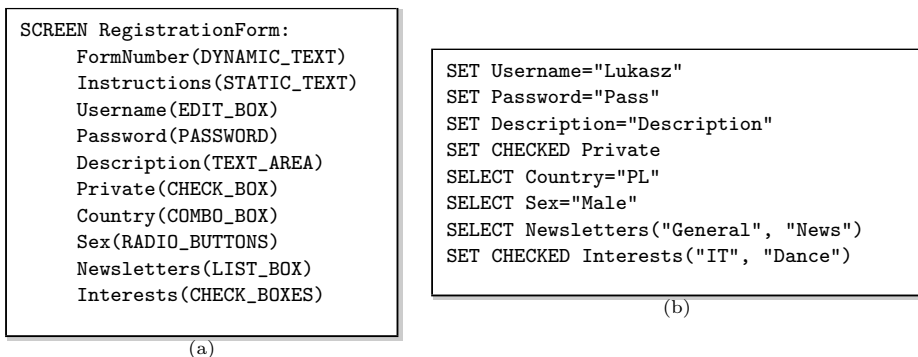 SCREEN RegistrationForm:
FormNumber(DYNAMIC_TEXT)
Instructions(STATIC_TEXT)
Username(EDIT_BOX)
Password(PASSWORD)
Description(TEXT_AREA)
Private(CHECK_BOX)
Country(COMBO_BOX)
Sex(RADIO_BUTTONS)
Newsletters(LIST_BOX)
Interests(CHECK_BOXES)
(a)
SET Username="Lukasz"
SET Password="Pass"
SET Description="Description"
SET CHECKED Private
SELECT Country="PL"
SELECT Sex="Male"
SELECT Newsletters("General", "News")
SET CHECKED Interests("IT", "Dance")
(b)